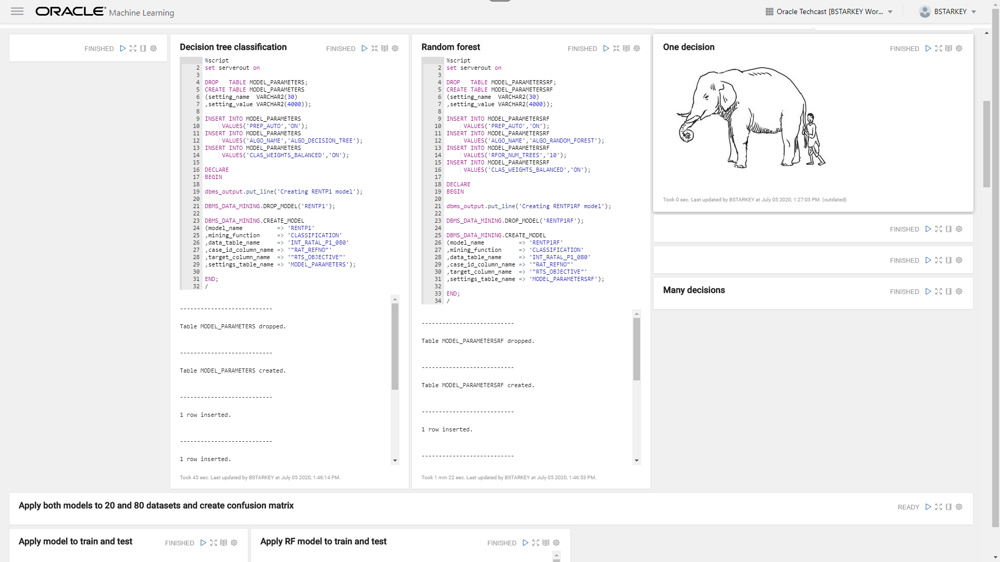 ORACLE Machine Learning
Oracle Techcast [BSTARKEY Wor...
BSTARKEY
FINISHED
Decision tree classification
FINISHED
%script
2 set serverout on
3
4 DROP   TABLE MODEL_PARAMETERS;
5 CREATE TABLE MODEL_PARAMETERS
6 (setting_name  VARCHAR2(30)
7 ,setting_value VARCHAR2(4000));
8
9 INSERT INTO MODEL_PARAMETERS
10      VALUES('PREP_AUTO','ON');
11 INSERT INTO MODEL_PARAMETERS
12      VALUES('ALGO_NAME','ALGO_DECISION_TREE');
13 INSERT INTO MODEL_PARAMETERS
14      VALUES('CLAS_WEIGHTS_BALANCED','ON');
15
16 DECLARE
17 BEGIN
18
19 dbms_output.put_line('Creating RENTP1 model');
20
21 DBMS_DATA_MINING.DROP_MODEL('RENTP1');
22
23 DBMS_DATA_MINING.CREATE_MODEL
24 (model_name          => 'RENTP1'
25 ,mining_function     => 'CLASSIFICATION'
26 ,data_table_name     => 'INT_RATAL_P1_080'
27 ,case_id_column_name => '"RAT_REFNO"'
28 ,target_column_name  => '"RTS_OBJECTIVE"'
29 ,settings_table_name => 'MODEL_PARAMETERS');
30
31 END;
32 /
---------------------------
Table MODEL_PARAMETERS dropped.
---------------------------
Table MODEL_PARAMETERS created.
---------------------------
1 row inserted.
---------------------------
1 row inserted.
Took 45 sec. Last updated by BSTARKEY at July 05 2020, 1:46:14 PM.
Random forest
FINISHED
%script
2 set serverout on
3
4 DROP   TABLE MODEL_PARAMETERSRF;
5 CREATE TABLE MODEL_PARAMETERSRF
6 (setting_name  VARCHAR2(30)
7 ,setting_value VARCHAR2(4000));
8
9 INSERT INTO MODEL_PARAMETERSRF
10      VALUES('PREP_AUTO','ON');
11 INSERT INTO MODEL_PARAMETERSRF
12      VALUES('ALGO_NAME','ALGO_RANDOM_FOREST');
13 INSERT INTO MODEL_PARAMETERSRF
14      VALUES('RFOR_NUM_TREES','10');
15 INSERT INTO MODEL_PARAMETERSRF
16      VALUES('CLAS_WEIGHTS_BALANCED','ON');
17
18 DECLARE
19 BEGIN
20
21 dbms_output.put_line('Creating RENTP1RF model');
22
23 DBMS_DATA_MINING.DROP_MODEL('RENTP1RF');
24
25 DBMS_DATA_MINING.CREATE_MODEL
26 (model_name          => 'RENTP1RF'
27 ,mining_function     => 'CLASSIFICATION'
28 ,data_table_name     => 'INT_RATAL_P1_080'
29 ,case_id_column_name => '"RAT_REFNO"'
30 ,target_column_name  => '"RTS_OBJECTIVE"'
31 ,settings_table_name => 'MODEL_PARAMETERSRF');
32
33 END;
34 /
---------------------------
Table MODEL_PARAMETERSRF dropped.
---------------------------
Table MODEL_PARAMETERSRF created.
---------------------------
1 row inserted.
---------------------------
Took 1 min 22 sec. Last updated by BSTARKEY at July 05 2020, 1:46:53 PM.
One decision
FINISHED
Took 0 sec. Last updated by BSTARKEY at July 05 2020, 1:27:03 PM. (outdated)
FINISHED
FINISHED
Many decisions
FINISHED
Apply both models to 20 and 80 datasets and create confusion matrix
READY
Apply model to train and test
FINISHED
Apply RF model to train and test
FINISHED